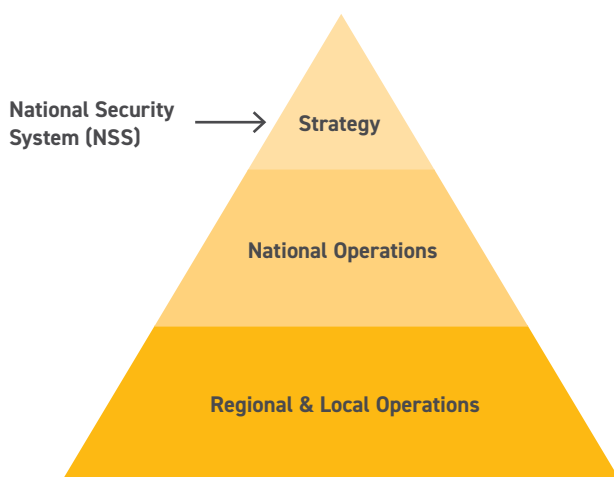 National Security
System (NSS)
Strategy
National Operations
Regional & Local Operations